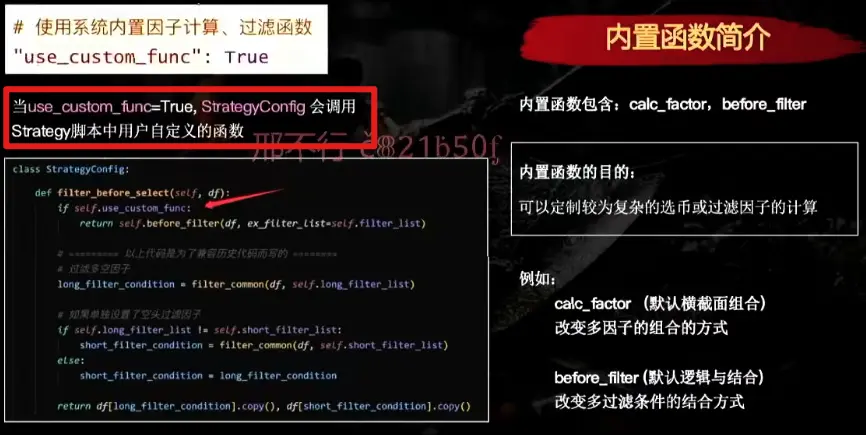 # 使用系统内置因子计算、过滤函数
"use_custom_func": True
当use_custom_func=True, StrategyConfig 会调用
Strategy脚本中用户自定义的函数
class StrategyConfig:
def filter_before_select(self, df):
if self.use_custom_func:
return self.before_filter(df, ex_filter_list=self.filter_list)
# ========= 以上代码是为了兼容历史代码而写的 ========
# 过滤多空因子
long_filter_condition = filter_common(df, self.long_filter_list)
# 如果单独设置了空头过滤因子
if self.long_filter_list != self.short_filter_list:
short_filter_condition = filter_common(df, self.short_filter_list)
else:
short_filter_condition = long_filter_condition
return df[long_filter_condition].copy(), df[short_filter_condition].copy()
内置函数简介
内置函数包含：calc_factor，before_filter
内置函数的目的：
可以定制较为复杂的选币或过滤因子的计算
例如：
calc_factor （默认横截面组合）
改变多因子的组合的方式
before_filter (默认逻辑与结合）
改变多过滤条件的结合方式
邢不行